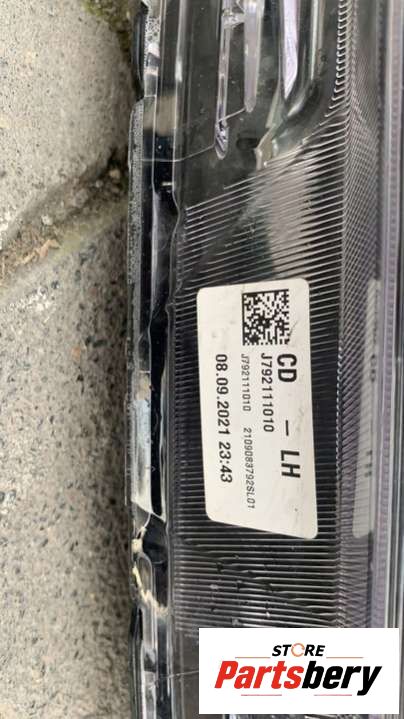 CD - LH
J792111010
J792111010 2109083792SL01
08.09.2021 23:43
STORE
Partsbery